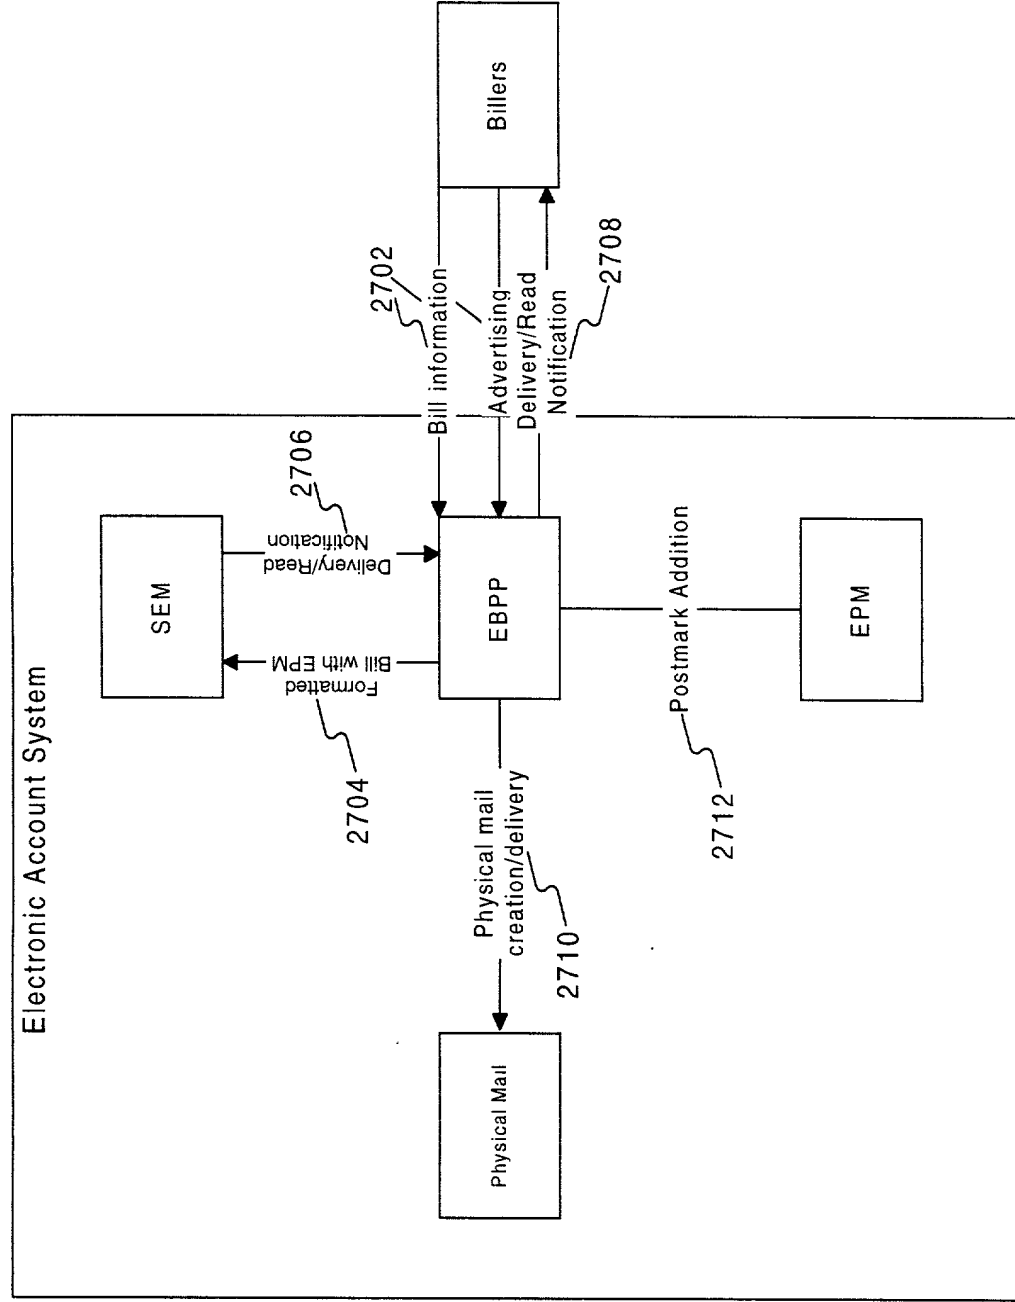 Electronic Account System
SEM
2704
Formatted
Bill with EPM
Delivery/Read
Notification
2706
Physical Mail
Physical mail
creation/delivery
2710
EBPP
Bill information
2702
Advertising
Delivery/Read
Notification
2708
Billers
2712
Postmark Addition
EPM